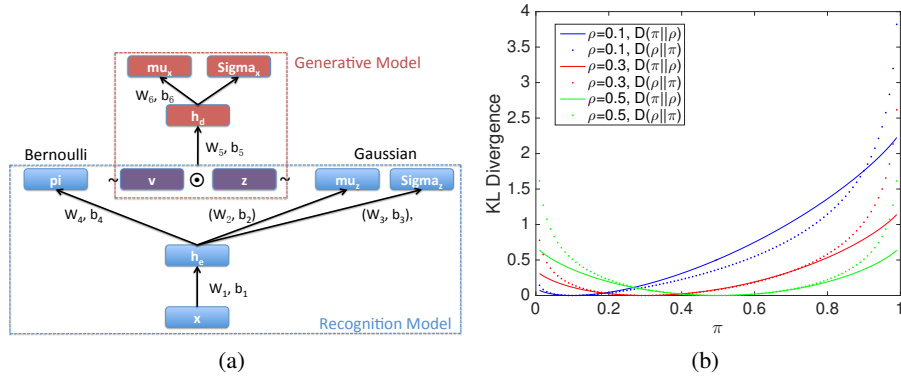 mu_x
Sigma_x
Generative Model
W_6, b_6
h_d
W_5, b_5
Bernoulli
Gaussian
pi
~
v
⊙
z
~
mu_z
Sigma_z
W_4, b_4
(W_2, b_2)
(W_3, b_3),
h_e
W_1, b_1
x
Recognition Model
(a)
ρ=0.1, D(π||ρ)
ρ=0.1, D(ρ||π)
ρ=0.3, D(π||ρ)
ρ=0.3, D(ρ||π)
ρ=0.5, D(π||ρ)
ρ=0.5, D(ρ||π)
KL Divergence
4
3.5
3
2.5
2
1.5
1
0.5
0
0 0.2 0.4 0.6 0.8 1
π
(b)